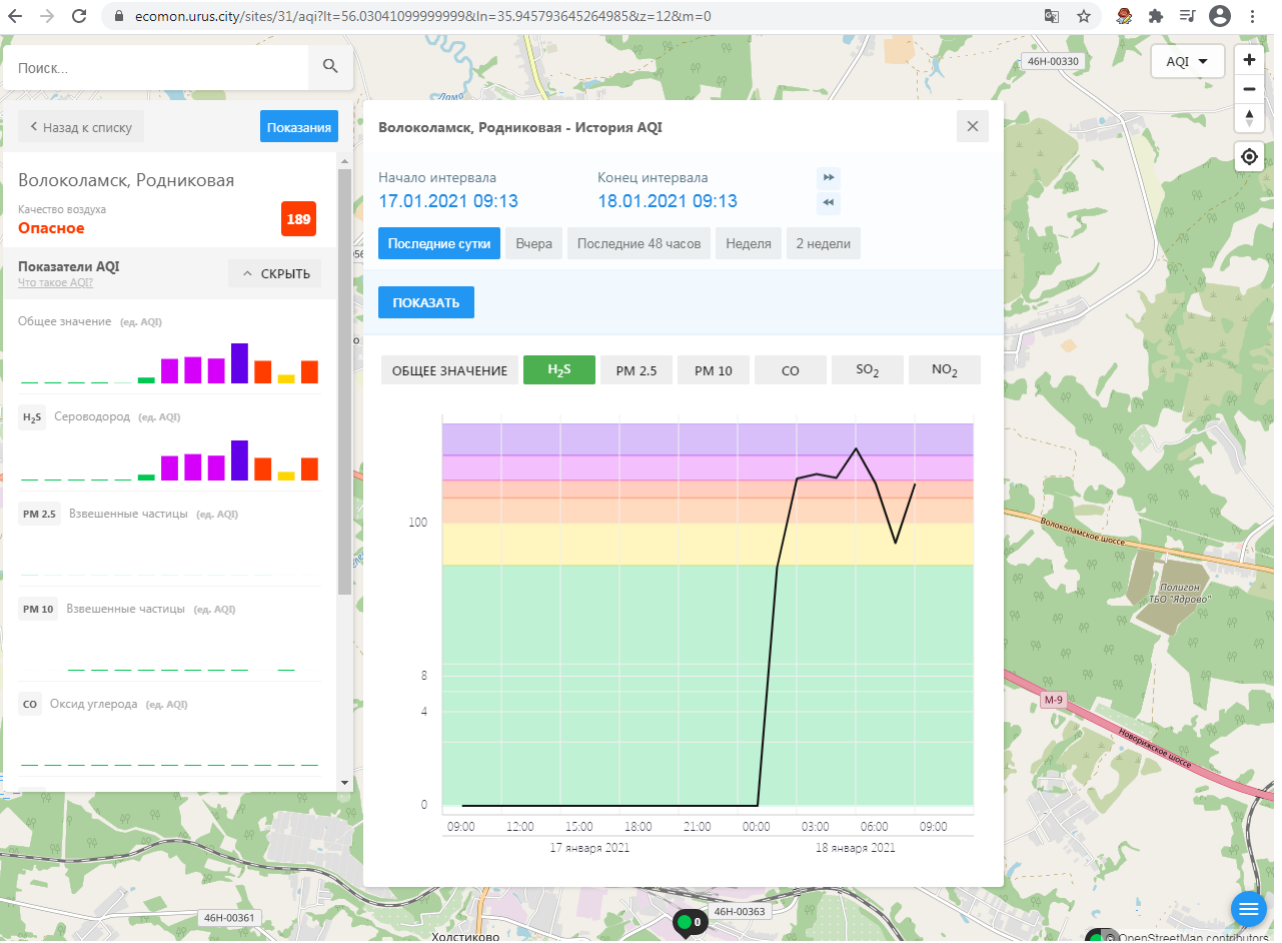 ecomon.urus.city/sites/31/aqi?lt=56.03041099999999&ln=35.945793645264985&z=12&m=0
Поиск...
46Н-00330
AQI
Назад к списку
Показания
Волоколамск, Родниковая - История AQI
Волоколамск, Родниковая
Качество воздуха
Опасное
189
Начало интервала
Конец интервала
17.01.2021 09:13
18.01.2021 09:13
Последние сутки
Вчера
Последние 48 часов
Неделя
2 недели
Показатели AQI
Что такое AQI?
СКРЫТЬ
ПОКАЗАТЬ
Общее значение (ед. AQI)
H2S Сероводород (ед. AQI)
PM 2.5 Взвешенные частицы (ед. AQI)
PM 10 Взвешенные частицы (ед. AQI)
CO Оксид углерода (ед. AQI)
ОБЩЕЕ ЗНАЧЕНИЕ
H2S
PM 2.5
PM 10
CO
SO2
NO2
100
8
4
0
09:00 12:00 15:00 18:00 21:00 00:00 03:00 06:00 09:00
17 января 2021
18 января 2021
Волоколамское шоссе
Полигон
ТБО "Ядрово"
М-9
Новорижское шоссе
46Н-00361
46Н-00363
0
Холстиково
© OpenStreetMap contributors